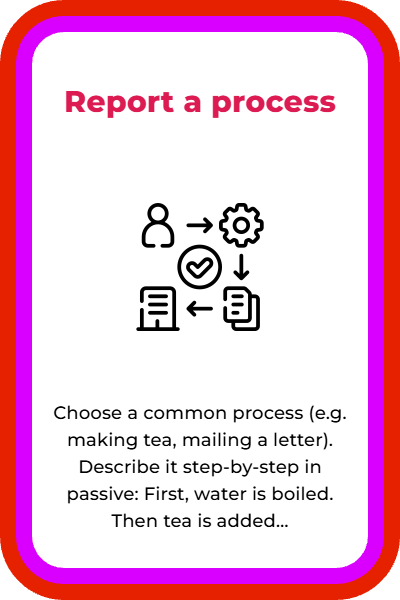 Report a process
Choose a common process (e.g.
making tea, mailing a letter).
Describe it step-by-step in
passive: First, water is boiled.
Then tea is added...